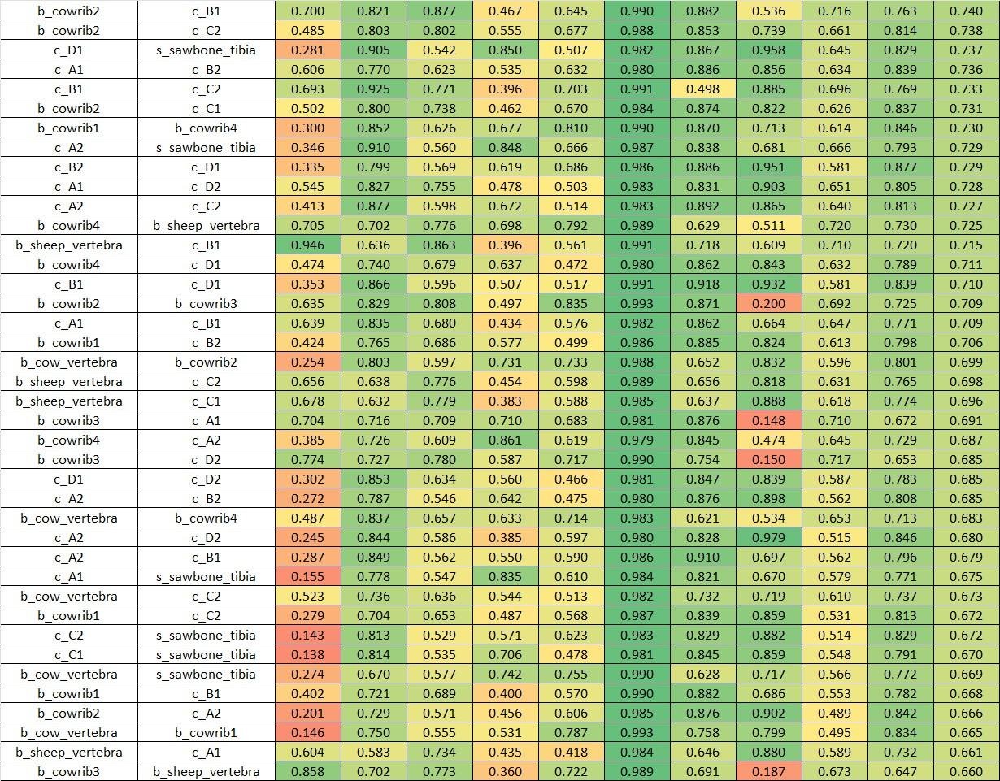 b_cowrib2 c_B1 0.700 0.821 0.877 0.467 0.645 0.990 0.882 0.536 0.716 0.763 0.740
b_cowrib2 c_C2 0.485 0.803 0.802 0.555 0.677 0.988 0.853 0.739 0.661 0.814 0.738
c_D1 s_sawbone_tibia 0.281 0.905 0.542 0.850 0.507 0.982 0.867 0.958 0.645 0.829 0.737
c_A1 c_B2 0.606 0.770 0.623 0.535 0.632 0.980 0.886 0.856 0.634 0.839 0.736
c_B1 c_C2 0.693 0.925 0.771 0.396 0.703 0.991 0.498 0.885 0.696 0.769 0.733
b_cowrib2 c_C1 0.502 0.800 0.738 0.462 0.670 0.984 0.874 0.822 0.626 0.837 0.731
b_cowrib1 b_cowrib4 0.300 0.852 0.626 0.677 0.810 0.990 0.870 0.713 0.614 0.846 0.730
c_A2 s_sawbone_tibia 0.346 0.910 0.560 0.848 0.666 0.987 0.838 0.681 0.666 0.793 0.729
c_B2 c_D1 0.335 0.799 0.569 0.619 0.686 0.986 0.886 0.951 0.581 0.877 0.729
c_A1 c_D2 0.545 0.827 0.755 0.478 0.503 0.983 0.831 0.903 0.651 0.805 0.728
c_A2 c_C2 0.413 0.877 0.598 0.672 0.514 0.983 0.892 0.865 0.640 0.813 0.727
b_cowrib4 b_sheep_vertebra 0.705 0.702 0.776 0.698 0.792 0.989 0.629 0.511 0.720 0.730 0.725
b_sheep_vertebra c_B1 0.946 0.636 0.863 0.396 0.561 0.991 0.718 0.609 0.710 0.720 0.715
b_cowrib4 c_D1 0.474 0.740 0.679 0.637 0.472 0.980 0.862 0.843 0.632 0.789 0.711
c_B1 c_D1 0.353 0.866 0.596 0.507 0.517 0.991 0.918 0.932 0.581 0.839 0.710
b_cowrib2 b_cowrib3 0.635 0.829 0.808 0.497 0.835 0.993 0.871 0.200 0.692 0.725 0.709
c_A1 c_B1 0.639 0.835 0.680 0.434 0.576 0.982 0.862 0.664 0.647 0.771 0.709
b_cowrib1 c_B2 0.424 0.765 0.686 0.577 0.499 0.986 0.885 0.824 0.613 0.798 0.706
b_cow_vertebra b_cowrib2 0.254 0.803 0.597 0.731 0.733 0.988 0.652 0.832 0.596 0.801 0.699
b_sheep_vertebra c_C2 0.656 0.638 0.776 0.454 0.598 0.989 0.656 0.818 0.631 0.765 0.698
b_sheep_vertebra c_C1 0.678 0.632 0.779 0.383 0.588 0.985 0.637 0.888 0.618 0.774 0.696
b_cowrib3 c_A1 0.704 0.716 0.709 0.710 0.683 0.981 0.876 0.148 0.710 0.672 0.691
b_cowrib4 c_A2 0.385 0.726 0.609 0.861 0.619 0.979 0.845 0.474 0.645 0.729 0.687
b_cowrib3 c_D2 0.774 0.727 0.780 0.587 0.717 0.990 0.754 0.150 0.717 0.653 0.685
c_D1 c_D2 0.302 0.853 0.634 0.560 0.466 0.981 0.847 0.839 0.587 0.783 0.685
c_A2 c_B2 0.272 0.787 0.546 0.642 0.475 0.980 0.876 0.898 0.562 0.808 0.685
b_cow_vertebra b_cowrib4 0.487 0.837 0.657 0.633 0.714 0.983 0.621 0.534 0.653 0.713 0.683
c_A2 c_D2 0.245 0.844 0.586 0.385 0.597 0.980 0.828 0.979 0.515 0.846 0.680
c_A2 c_B1 0.287 0.849 0.562 0.550 0.590 0.986 0.910 0.697 0.562 0.796 0.679
c_A1 s_sawbone_tibia 0.155 0.778 0.547 0.835 0.610 0.984 0.821 0.670 0.579 0.771 0.675
b_cow_vertebra c_C2 0.523 0.736 0.636 0.544 0.513 0.982 0.732 0.719 0.610 0.737 0.673
b_cowrib1 c_C2 0.279 0.704 0.653 0.487 0.568 0.987 0.839 0.859 0.531 0.813 0.672
c_C2 s_sawbone_tibia 0.143 0.813 0.529 0.571 0.623 0.983 0.829 0.882 0.514 0.829 0.672
c_C1 s_sawbone_tibia 0.138 0.814 0.535 0.706 0.478 0.981 0.845 0.859 0.548 0.791 0.670
b_cow_vertebra s_sawbone_tibia 0.274 0.670 0.577 0.742 0.755 0.990 0.628 0.717 0.566 0.772 0.669
b_cowrib1 c_B1 0.402 0.721 0.689 0.400 0.570 0.990 0.882 0.686 0.553 0.782 0.668
b_cowrib2 c_A2 0.201 0.729 0.571 0.456 0.606 0.985 0.876 0.902 0.489 0.842 0.666
b_cow_vertebra b_cowrib1 0.146 0.750 0.555 0.531 0.787 0.993 0.758 0.799 0.495 0.834 0.665
b_sheep_vertebra c_A1 0.604 0.583 0.734 0.435 0.418 0.984 0.646 0.880 0.589 0.732 0.661
b_cowrib3 b_sheep_vertebra 0.858 0.702 0.773 0.360 0.722 0.989 0.691 0.187 0.673 0.647 0.660